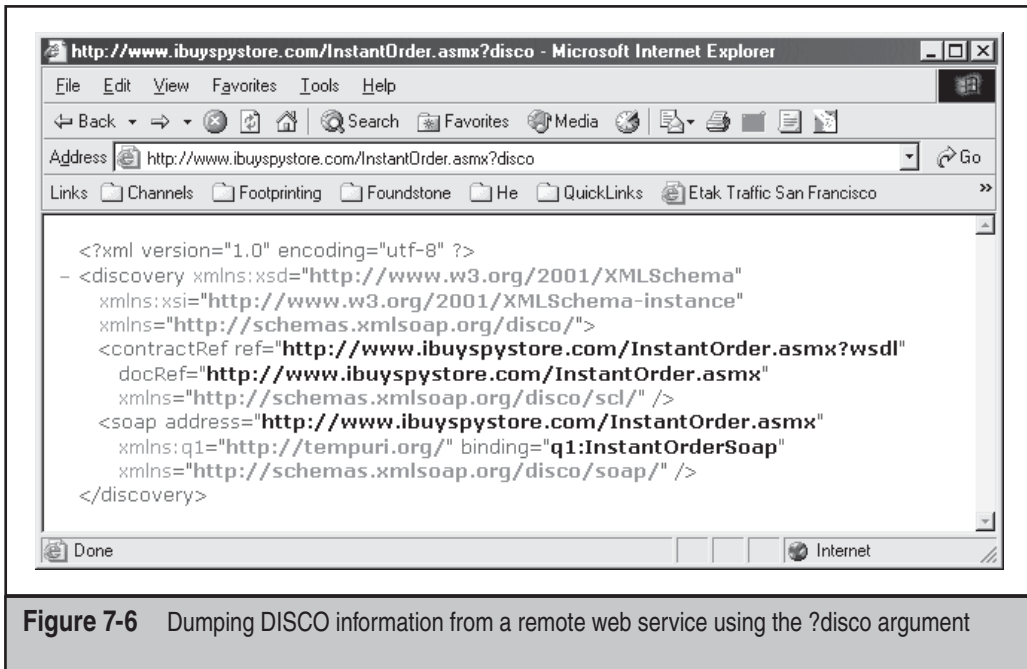 http://www.ibuyspystore.com/InstantOrder.asmx?disco - Microsoft Internet Explorer
File Edit View Favorites Tools Help
Back Search Favorites Media
Address http://www.ibuyspystore.com/InstantOrder.asmx?disco Go
Links Channels Footprinting Foundstone He QuickLinks Etak Traffic San Francisco »
<?xml version="1.0" encoding="utf-8" ?>
- <discovery xmlns:xsd="http://www.w3.org/2001/XMLSchema"
xmlns:xsi="http://www.w3.org/2001/XMLSchema-instance"
xmlns="http://schemas.xmlsoap.org/disco/">
<contractRef ref="http://www.ibuyspystore.com/InstantOrder.asmx?wsdl"
docRef="http://www.ibuyspystore.com/InstantOrder.asmx"
xmlns="http://schemas.xmlsoap.org/disco/scl/" />
<soap address="http://www.ibuyspystore.com/InstantOrder.asmx"
xmlns:q1="http://tempuri.org/" binding="q1:InstantOrderSoap"
xmlns="http://schemas.xmlsoap.org/disco/soap/" />
</discovery>
Done Internet
Figure 7-6 Dumping DISCO information from a remote web service using the ?disco argument